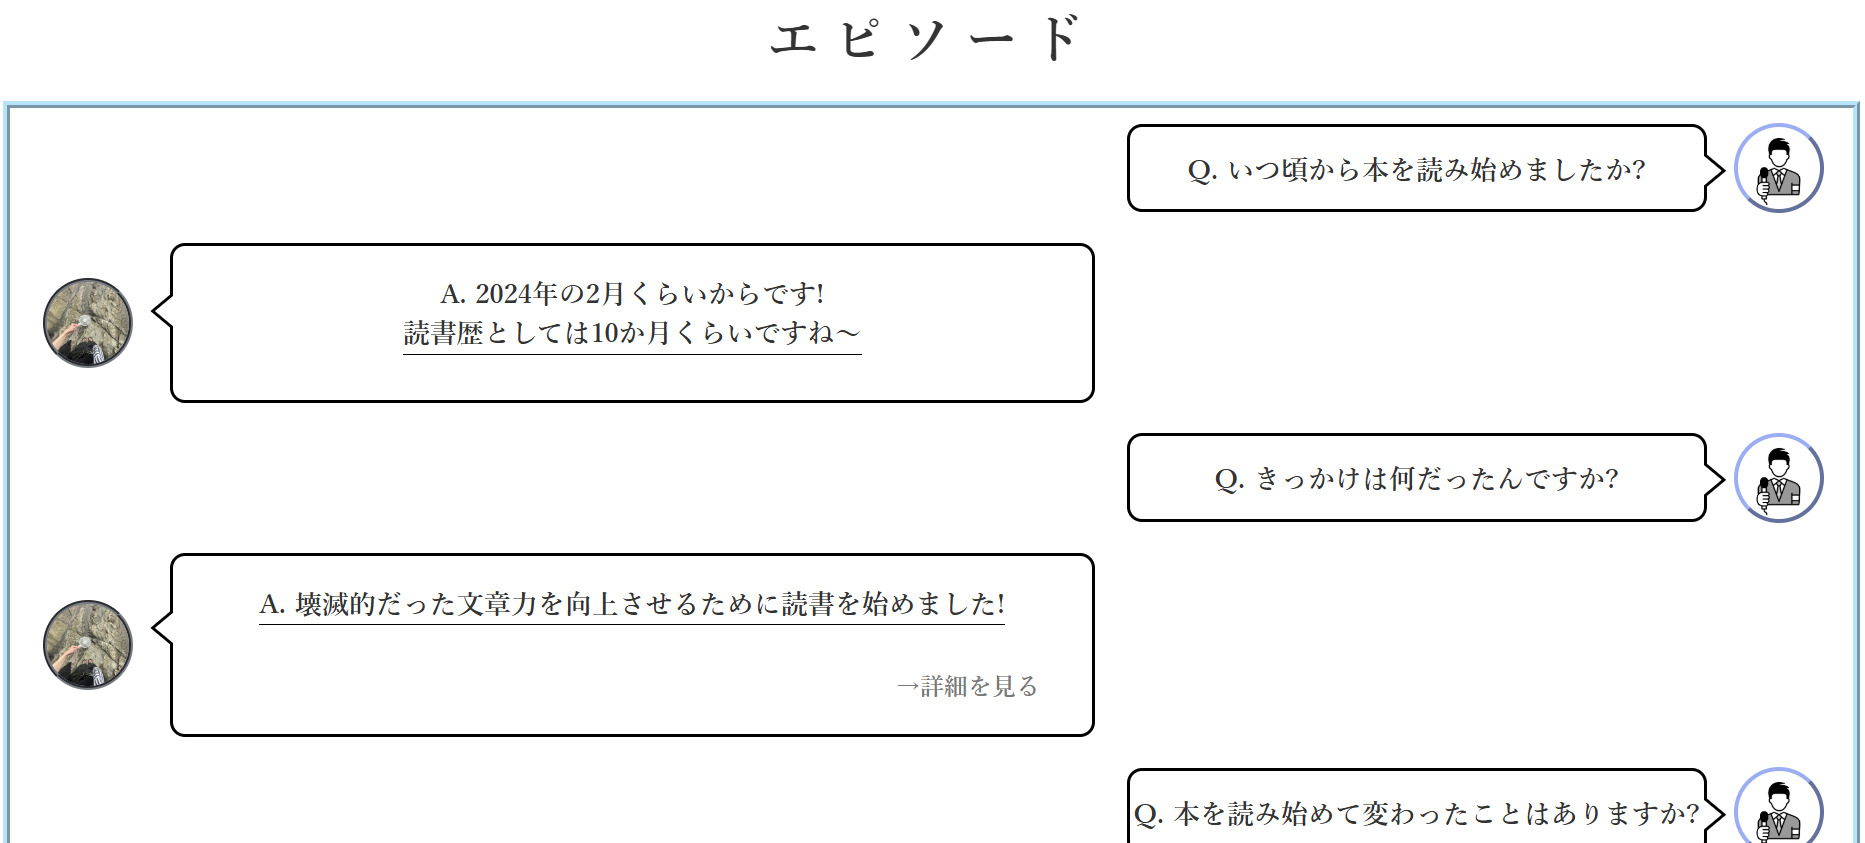 エピソード
Q. いつ頃から本を読み始めましたか?
A. 2024年の2月くらいからです!
読書歴としては10か月くらいですね～
Q. きっかけは何だったんですか?
A. 壊滅的だった文章力を向上させるために読書を始めました!
→詳細を見る
Q. 本を読み始めて変わったことはありますか?